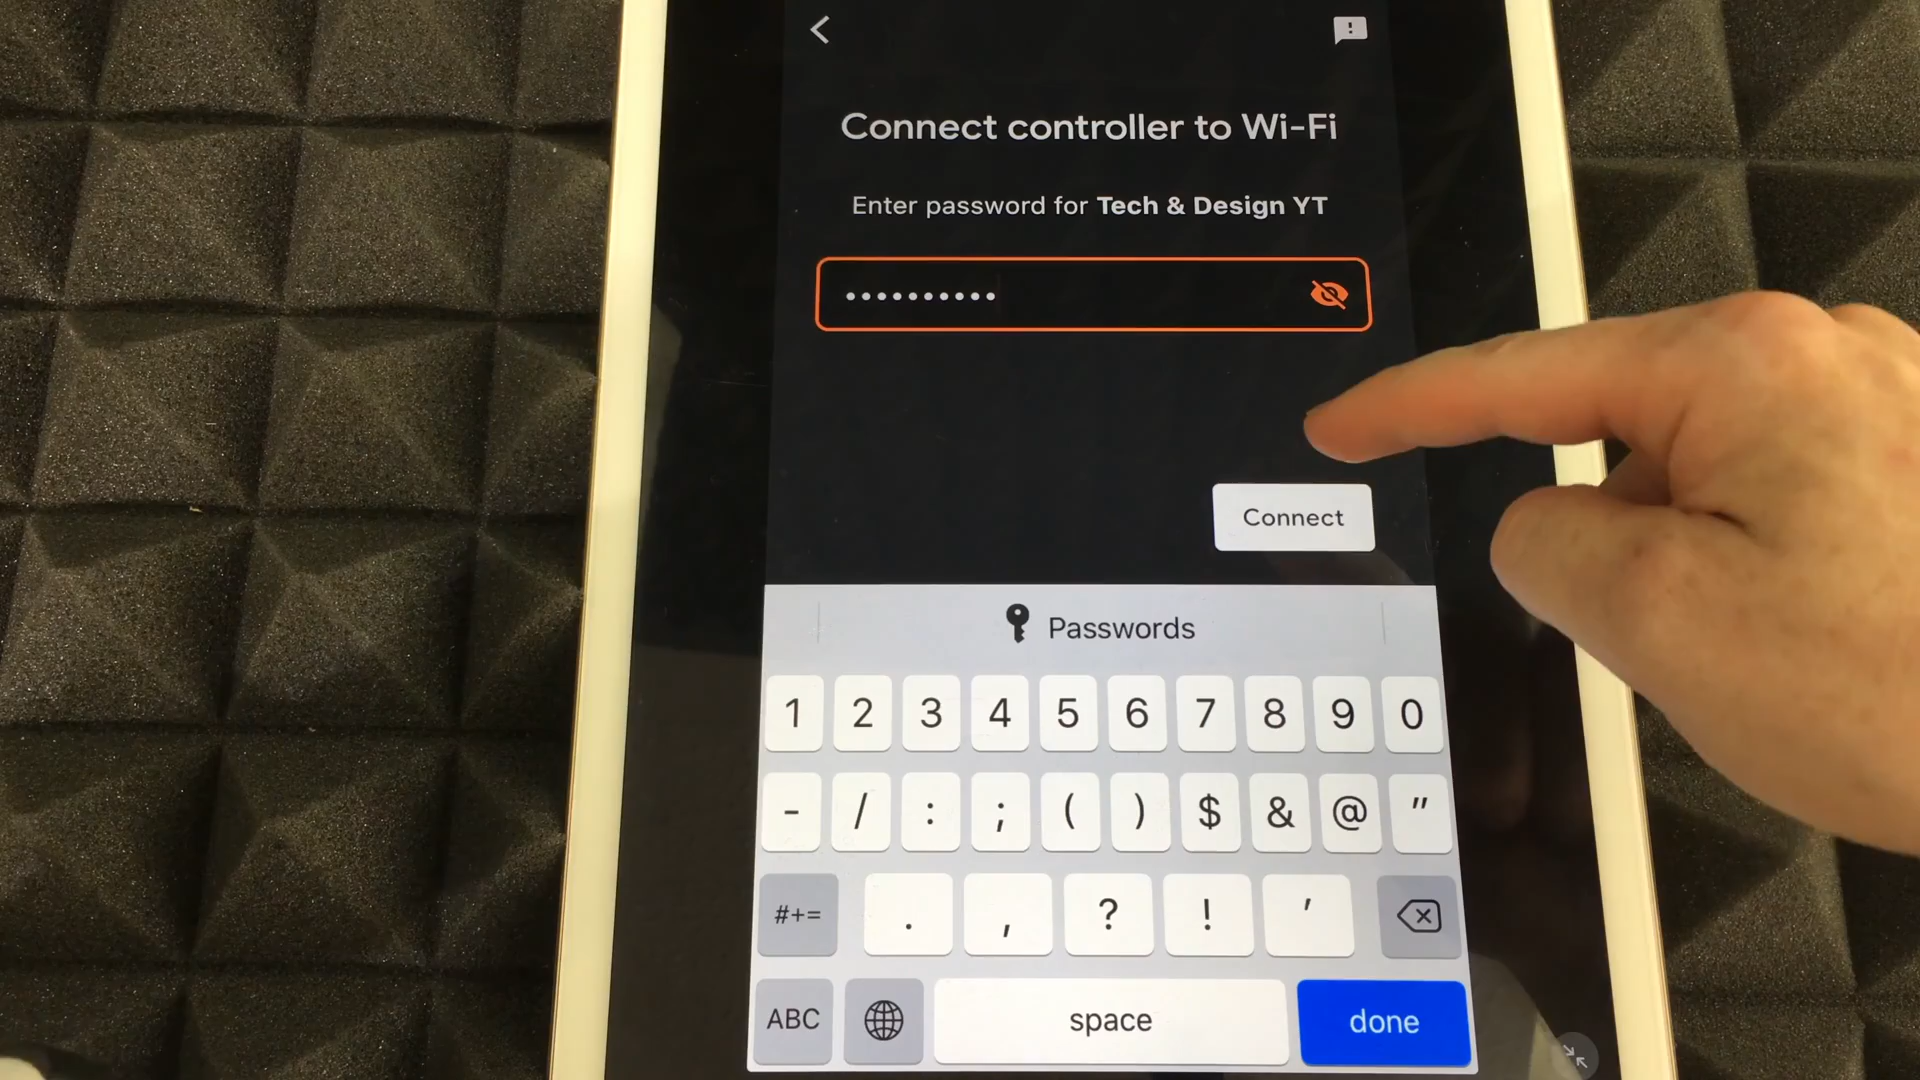 Connect controller to Wi-Fi
Enter password for Tech & Design YT
••••••••••
Connect
Passwords
1 2 3 4 5 6 7 8 9 0
- / : ; ( ) $ & @ "
#+= . , ? ! '
ABC space done